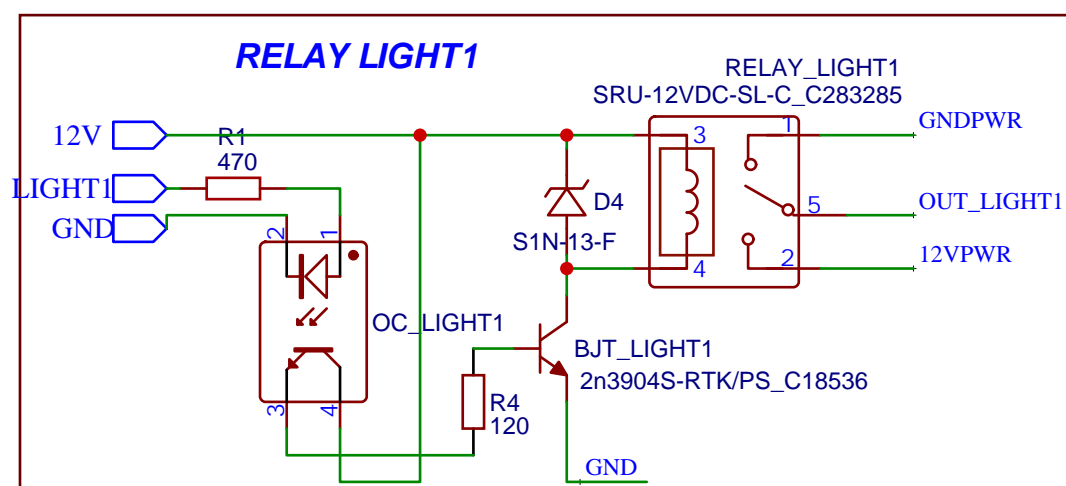 RELAY LIGHT1
RELAY_LIGHT1
SRU-12VDC-SL-C_C283285
12V
R1
470
LIGHT1
GND
2
1
3
1
GNDPWR
D4
5
OUT_LIGHT1
S1N-13-F
4
2
12VPWR
OC_LIGHT1
BJT_LIGHT1
2n3904S-RTK/PS_C18536
3
4
R4
120
GND